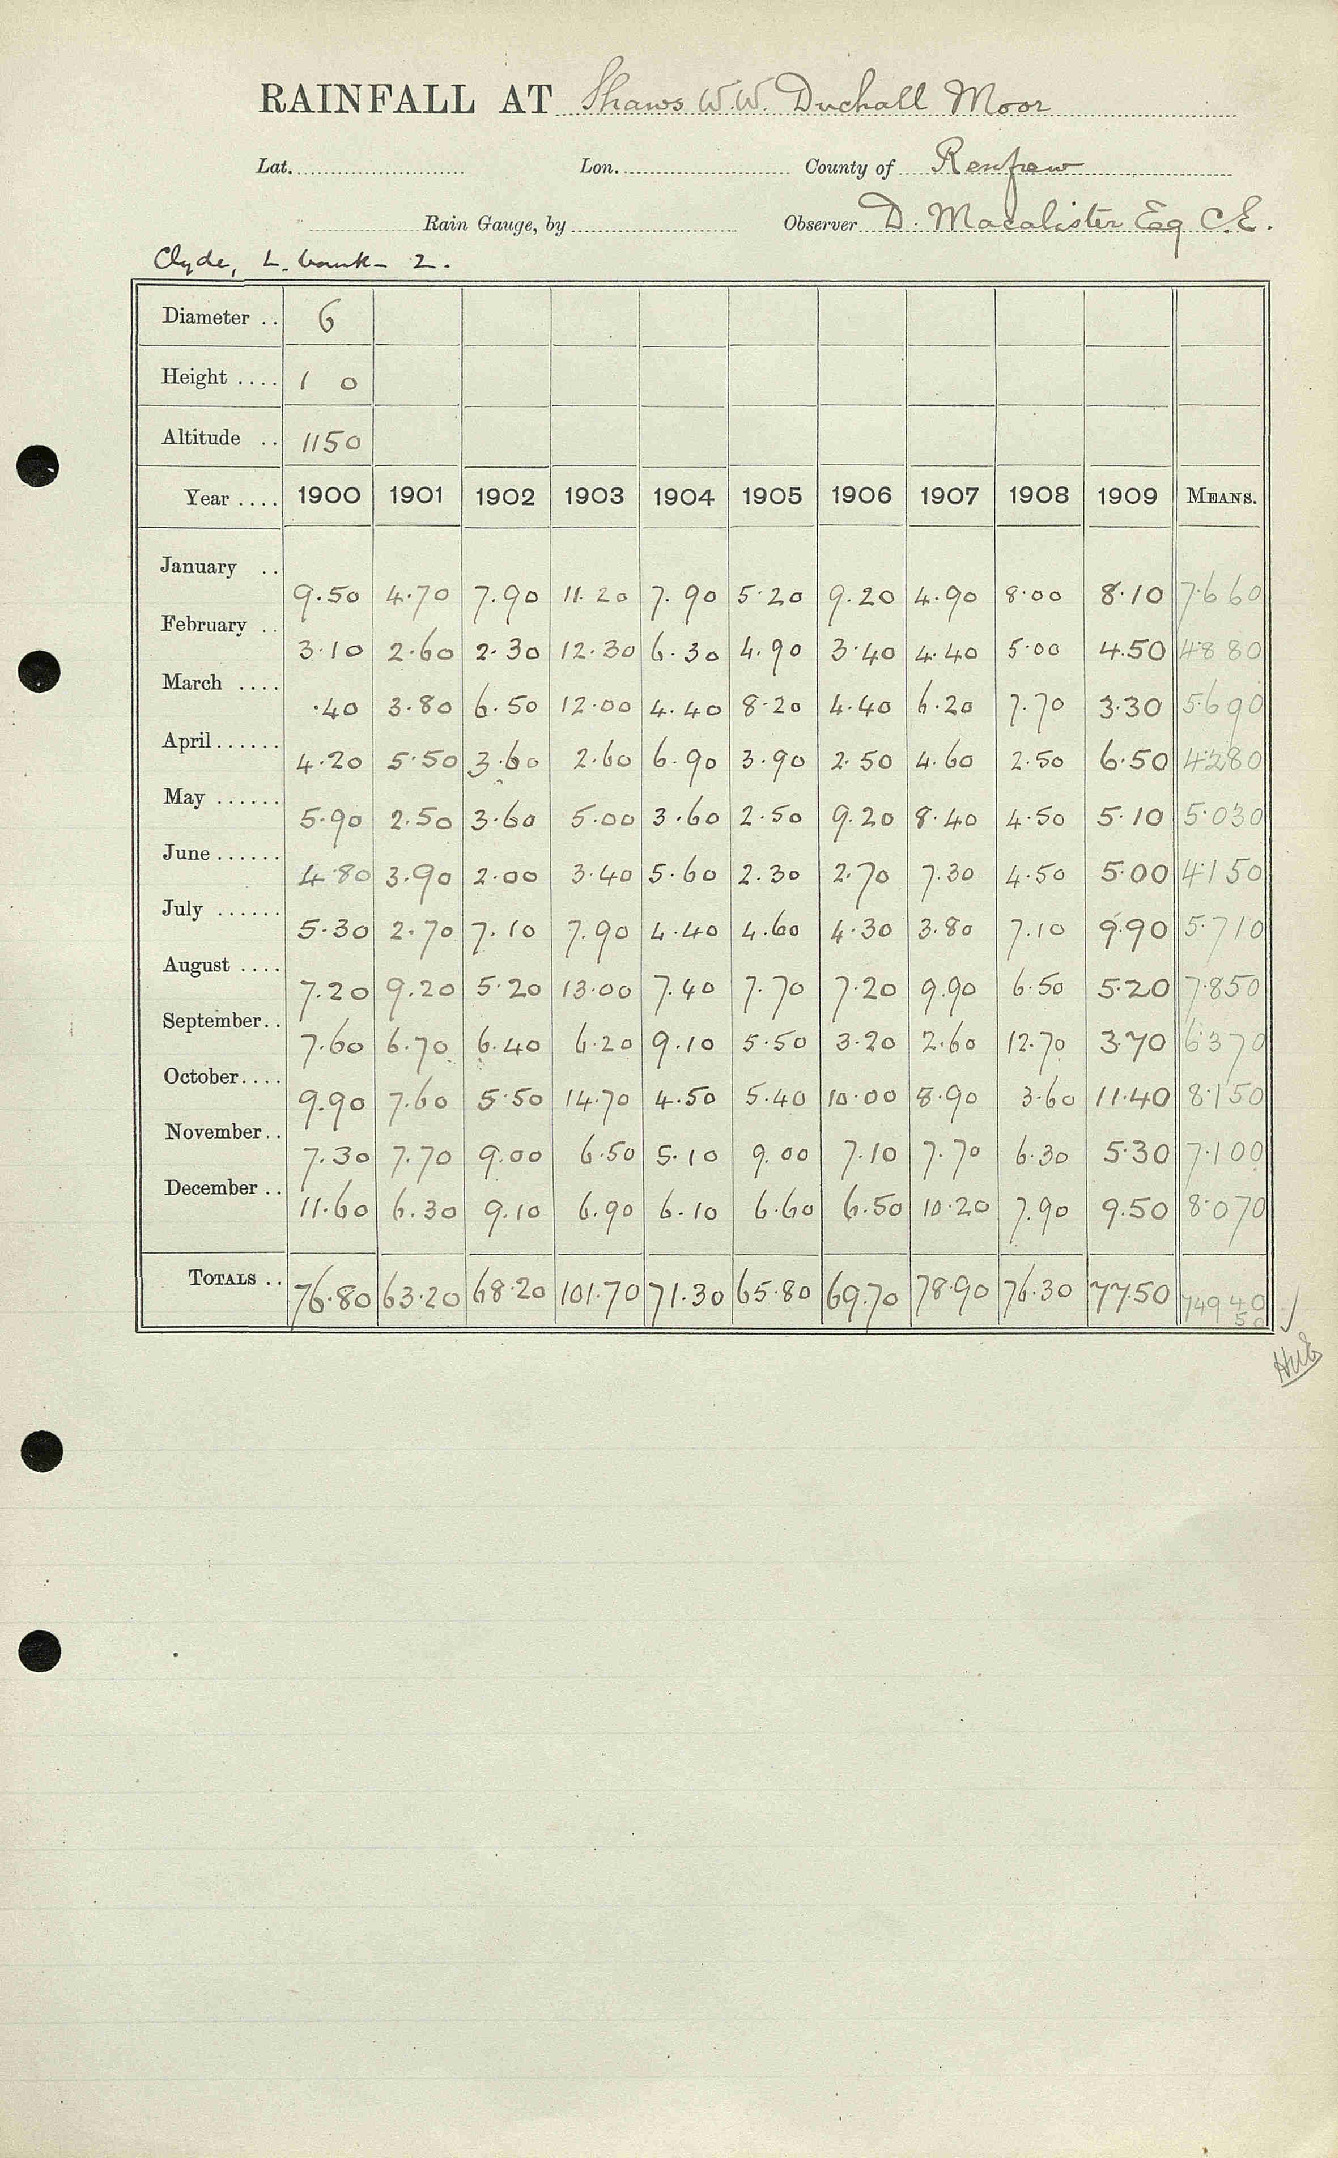 RAINFALL AT Shaws W.W. Duchall Moor
Lat. Lon. County of Renfrew
Rain Gauge, by Observer D. Macalister Esq C.E.
Clyde, L. bank - 2.
Diameter .. 6
Height .... 1 0
Altitude .. 1150
Year .... 1900 1901 1902 1903 1904 1905 1906 1907 1908 1909 MEANS.
January .. 9.50 4.70 7.90 11.20 7.90 5.20 9.20 4.90 8.00 8.10 7.660
February .. 3.10 2.60 2.30 12.30 6.30 4.90 3.40 4.40 5.00 4.50 4880
March .... .40 3.80 6.50 12.00 4.40 8.20 4.40 6.20 7.70 3.30 5.690
April...... 4.20 5.50 3.60 2.60 6.90 3.90 2.50 4.60 2.50 6.50 4.280
May ...... 5.90 2.50 3.60 5.00 3.60 2.50 9.20 8.40 4.50 5.10 5.030
June...... 4.80 3.90 2.00 3.40 5.60 2.30 2.70 7.30 4.50 5.00 4.150
July ...... 5.30 2.70 7.10 7.90 4.40 4.60 4.30 3.80 7.10 9.90 5.710
August .... 7.20 9.20 5.20 13.00 7.40 7.70 7.20 9.90 6.50 5.20 7.850
September.. 7.60 6.70 6.40 6.20 9.10 5.50 3.20 2.60 12.70 3.70 6.370
October.... 9.90 7.60 5.50 14.70 4.50 5.40 10.00 8.90 3.60 11.40 8.150
November.. 7.30 7.70 9.00 6.50 5.10 9.00 7.10 7.70 6.30 5.30 7.100
December .. 11.60 6.30 9.10 6.90 6.10 6.60 6.50 10.20 7.90 9.50 8.070
TOTALS .. 76.80 63.20 68.20 101.70 71.30 65.80 69.70 78.90 76.30 77.50 749 40
50